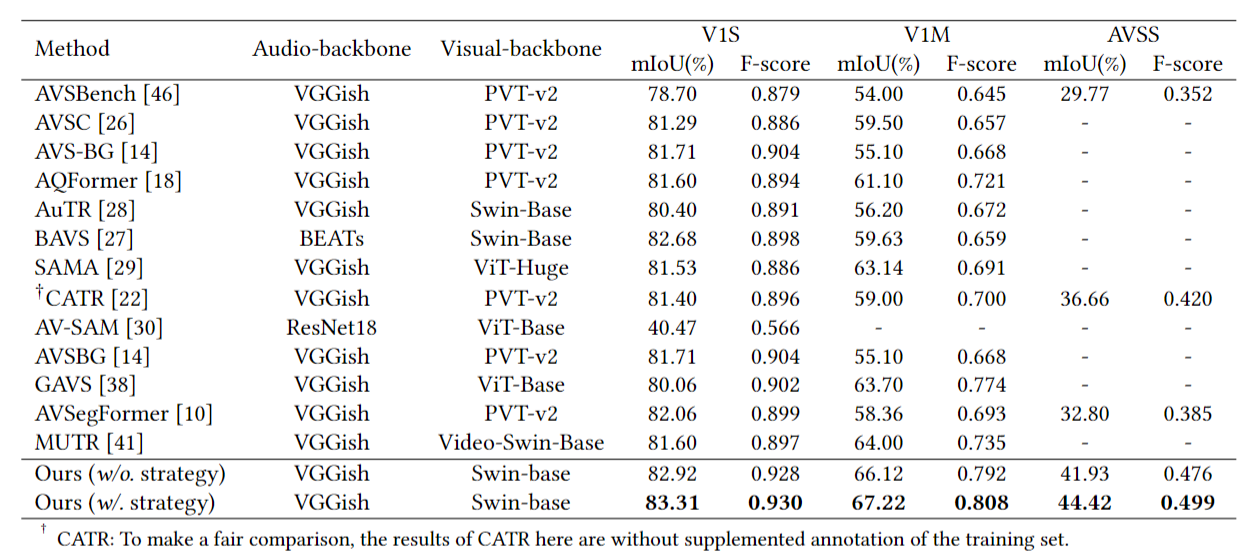 Method Audio-backbone Visual-backbone V1S V1M AVSS
mIoU(%) F-score mIoU(%) F-score mIoU(%) F-score
AVSBench [46] VGGish PVT-v2 78.70 0.879 54.00 0.645 29.77 0.352
AVSC [26] VGGish PVT-v2 81.29 0.886 59.50 0.657 - -
AVS-BG [14] VGGish PVT-v2 81.71 0.904 55.10 0.668 - -
AQFormer [18] VGGish PVT-v2 81.60 0.894 61.10 0.721 - -
AuTR [28] VGGish Swin-Base 80.40 0.891 56.20 0.672 - -
BAVS [27] BEATs Swin-Base 82.68 0.898 59.63 0.659 - -
SAMA [29] VGGish ViT-Huge 81.53 0.886 63.14 0.691 - -
†CATR [22] VGGish PVT-v2 81.40 0.896 59.00 0.700 36.66 0.420
AV-SAM [30] ResNet18 ViT-Base 40.47 0.566 - - - -
AVSBG [14] VGGish PVT-v2 81.71 0.904 55.10 0.668 - -
GAVS [38] VGGish ViT-Base 80.06 0.902 63.70 0.774 - -
AVSegFormer [10] VGGish PVT-v2 82.06 0.899 58.36 0.693 32.80 0.385
MUTR [41] VGGish Video-Swin-Base 81.60 0.897 64.00 0.735 - -
Ours (w/o. strategy) VGGish Swin-base 82.92 0.928 66.12 0.792 41.93 0.476
Ours (w/. strategy) VGGish Swin-base 83.31 0.930 67.22 0.808 44.42 0.499
† CATR: To make a fair comparison, the results of CATR here are without supplemented annotation of the training set.